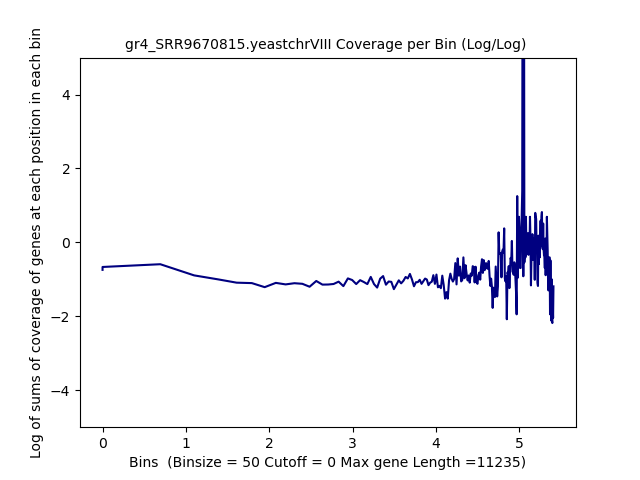 gr4_SRR9670815.yeastchrVIII Coverage per Bin (Log/Log)
Log of sums of coverage of genes at each position in each bin
4
2
0
−2
−4
0 1 2 3 4 5
Bins  (Binsize = 50 Cutoff = 0 Max gene Length =11235)